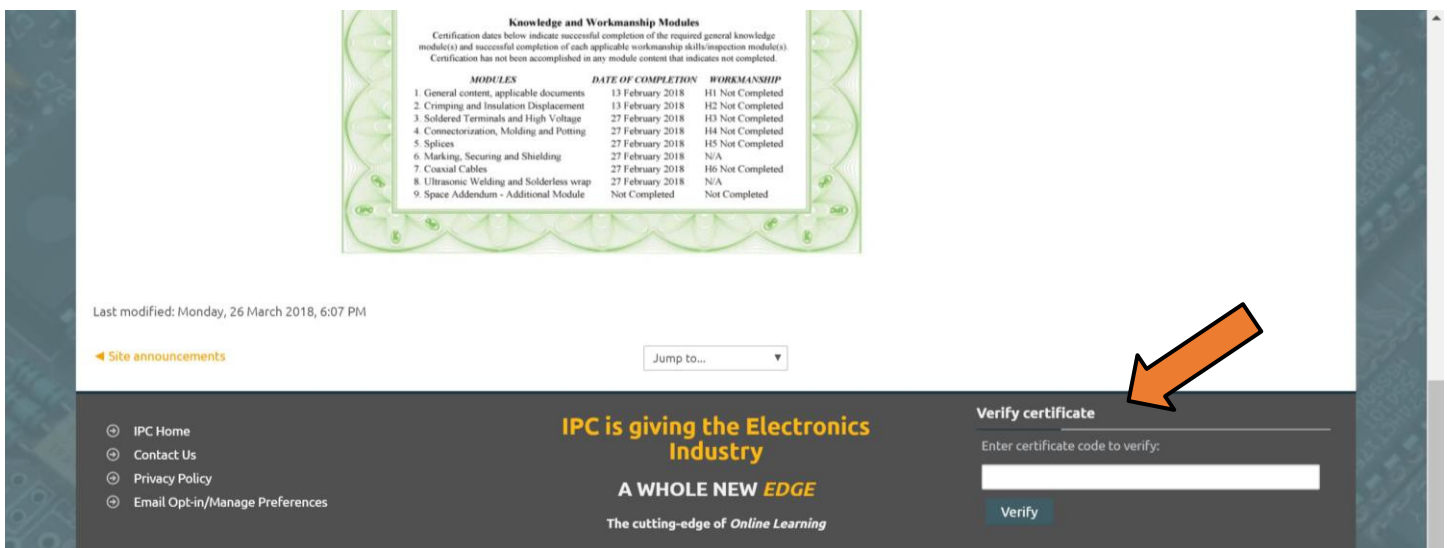 Knowledge and Workmanship Modules
Certification dates below indicate successful completion of the required general knowledge
module(s) and successful completion of each applicable workmanship skills/inspection module(s).
Certification has not been accomplished in any module content that indicates not completed.
MODULES DATE OF COMPLETION WORKMANSHIP
1. General content, applicable documents 13 February 2018 H1 Not Completed
2. Crimping and Insulation Displacement 13 February 2018 H2 Not Completed
3. Soldered Terminals and High Voltage 27 February 2018 H3 Not Completed
4. Connectorization, Molding and Potting 27 February 2018 H4 Not Completed
5. Splices 27 February 2018 H5 Not Completed
6. Marking, Securing and Shielding 27 February 2018 N/A
7. Coaxial Cables 27 February 2018 H6 Not Completed
8. Ultrasonic Welding and Solderless wrap 27 February 2018 N/A
9. Space Addendum - Additional Module Not Completed Not Completed
IPC
Last modified: Monday, 26 March 2018, 6:07 PM
◄ Site announcements
Jump to...
IPC Home
Contact Us
Privacy Policy
Email Opt-in/Manage Preferences
IPC is giving the Electronics
Industry
A WHOLE NEW EDGE
The cutting-edge of Online Learning
Verify certificate
Enter certificate code to verify:
Verify